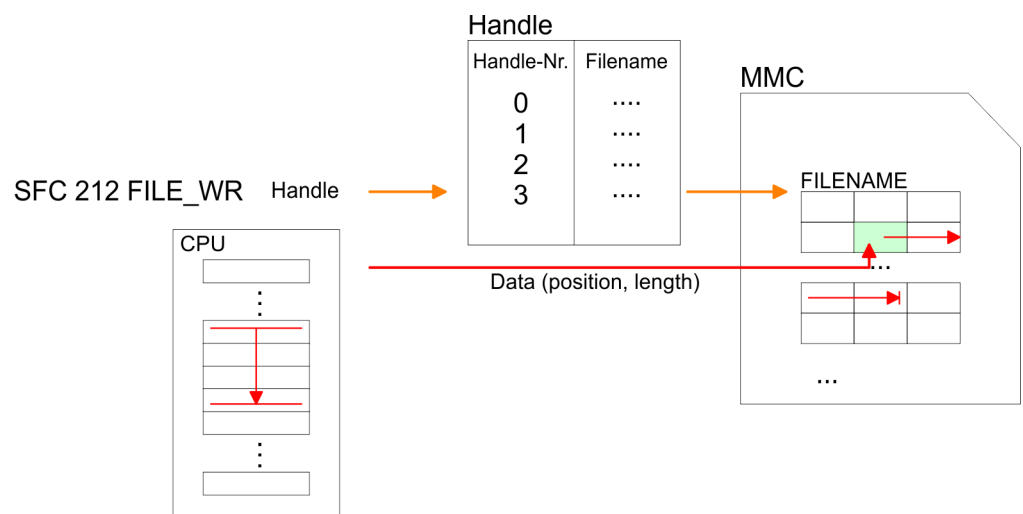 Handle
Handle-Nr. Filename
0 ....
1 ....
2 ....
3 ....
MMC
SFC 212 FILE_WR Handle
FILENAME
CPU
...
Data (position, length)
...